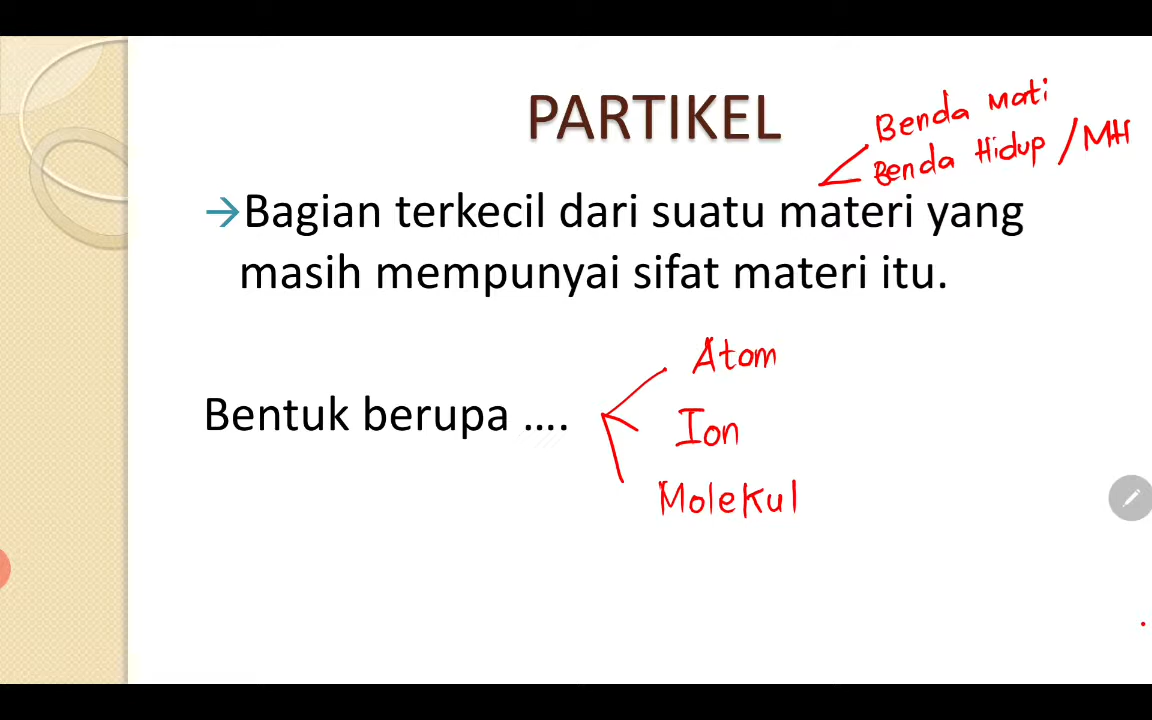 PARTIKEL
Benda Mati
Benda Hidup / MH
→Bagian terkecil dari suatu materi yang
masih mempunyai sifat materi itu.
Atom
Bentuk berupa ....
Ion
Molekul